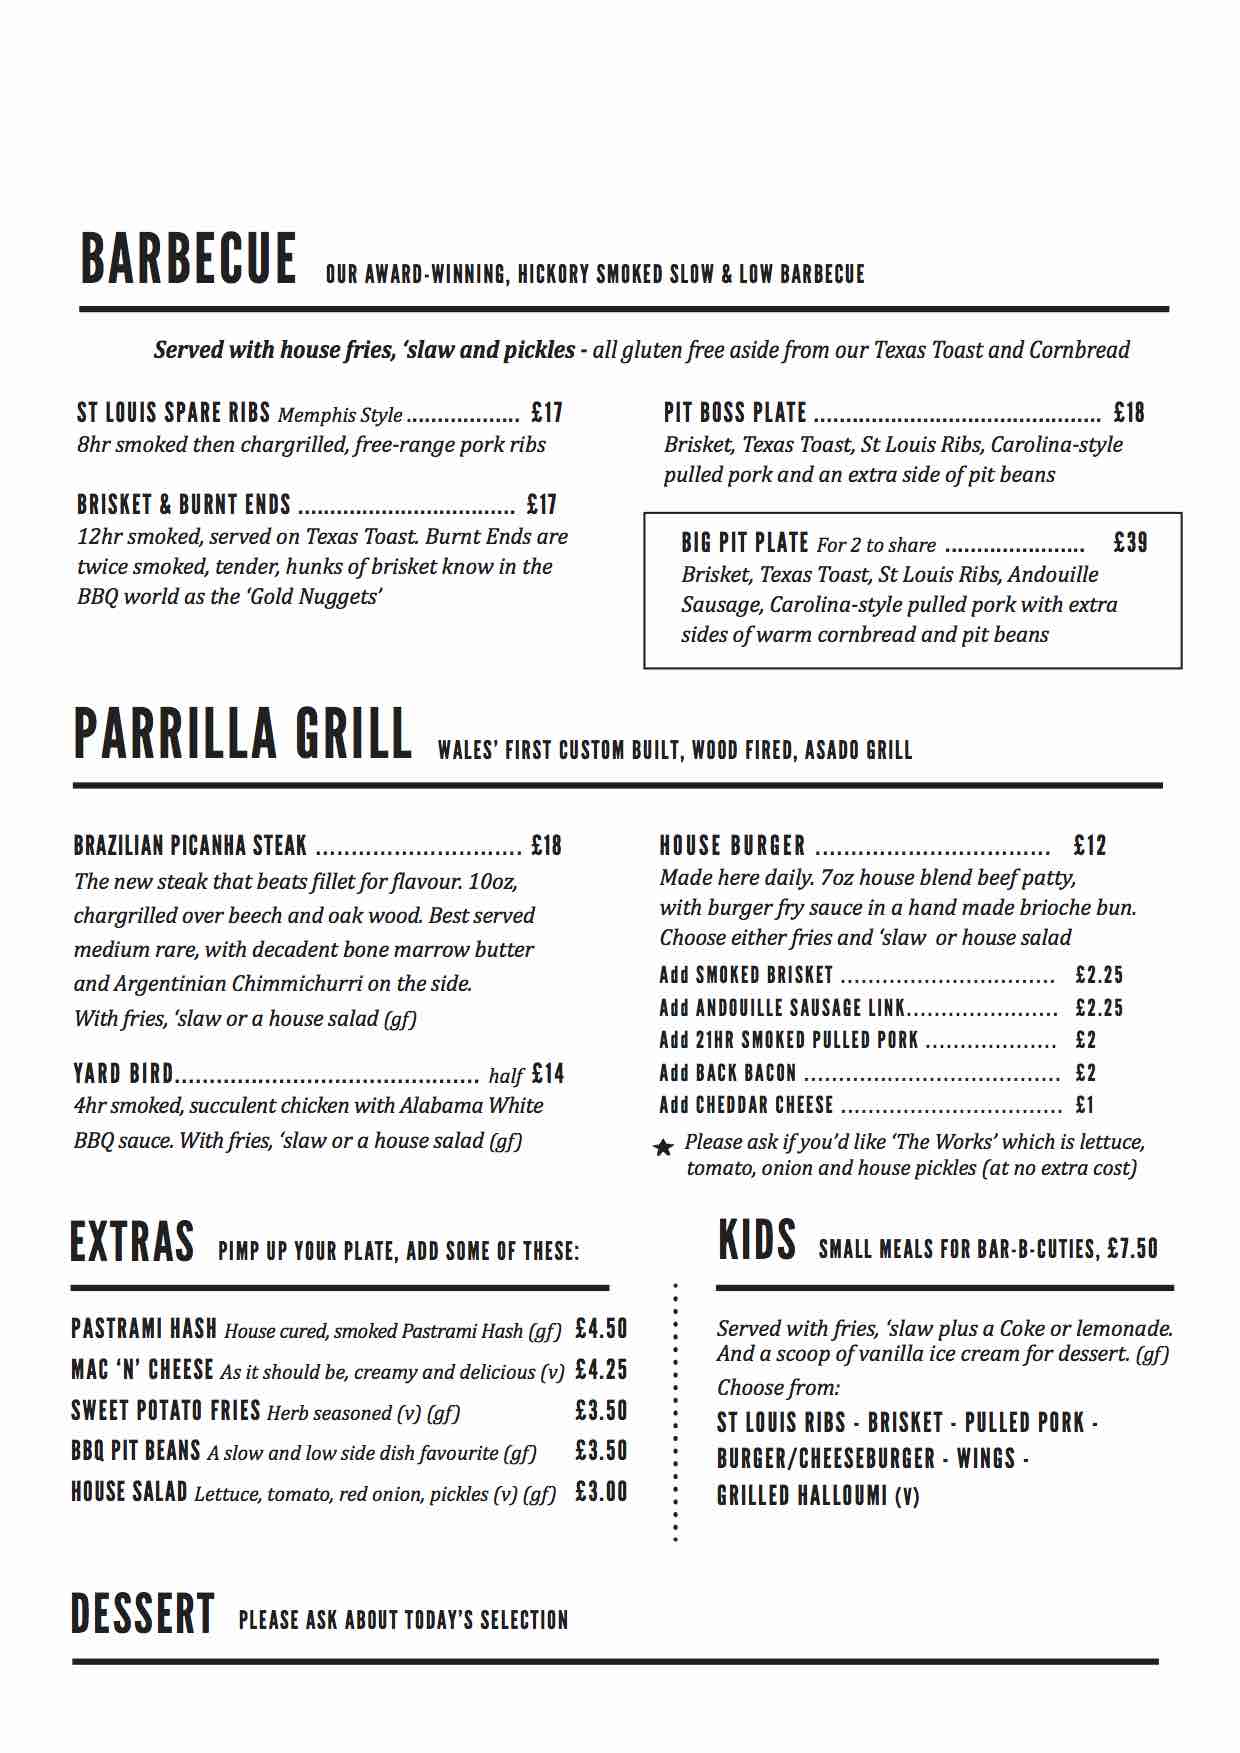 BARBECUE OUR AWARD-WINNING, HICKORY SMOKED SLOW & LOW BARBECUE
Served with house fries, ‘slaw and pickles - all gluten free aside from our Texas Toast and Cornbread
ST LOUIS SPARE RIBS Memphis Style .................. £17
8hr smoked then chargrilled, free-range pork ribs
BRISKET & BURNT ENDS .................................. £17
12hr smoked, served on Texas Toast. Burnt Ends are
twice smoked, tender, hunks of brisket know in the
BBQ world as the ‘Gold Nuggets’
PIT BOSS PLATE ............................................. £18
Brisket, Texas Toast, St Louis Ribs, Carolina-style
pulled pork and an extra side of pit beans
BIG PIT PLATE For 2 to share ...................... £39
Brisket, Texas Toast, St Louis Ribs, Andouille
Sausage, Carolina-style pulled pork with extra
sides of warm cornbread and pit beans
PARRILLA GRILL WALES’ FIRST CUSTOM BUILT, WOOD FIRED, ASADO GRILL
BRAZILIAN PICANHA STEAK ............................. £18
The new steak that beats fillet for flavour. 10oz,
chargrilled over beech and oak wood. Best served
medium rare, with decadent bone marrow butter
and Argentinian Chimmichurri on the side.
With fries, ‘slaw or a house salad (gf)
YARD BIRD............................................ half £14
4hr smoked, succulent chicken with Alabama White
BBQ sauce. With fries, ‘slaw or a house salad (gf)
HOUSE BURGER ................................. £12
Made here daily. 7oz house blend beef patty,
with burger fry sauce in a hand made brioche bun.
Choose either fries and ‘slaw or house salad
Add SMOKED BRISKET ............................... £2.25
Add ANDOUILLE SAUSAGE LINK...................... £2.25
Add 21HR SMOKED PULLED PORK ................... £2
Add BACK BACON ..................................... £2
Add CHEDDAR CHEESE ................................ £1
★ Please ask if you’d like ‘The Works’ which is lettuce,
tomato, onion and house pickles (at no extra cost)
EXTRAS PIMP UP YOUR PLATE, ADD SOME OF THESE:
PASTRAMI HASH House cured, smoked Pastrami Hash (gf) £4.50
MAC ‘N’ CHEESE As it should be, creamy and delicious (v) £4.25
SWEET POTATO FRIES Herb seasoned (v) (gf) £3.50
BBQ PIT BEANS A slow and low side dish favourite (gf) £3.50
HOUSE SALAD Lettuce, tomato, red onion, pickles (v) (gf) £3.00
KIDS SMALL MEALS FOR BAR-B-CUTIES, £7.50
Served with fries, ‘slaw plus a Coke or lemonade.
And a scoop of vanilla ice cream for dessert. (gf)
Choose from:
ST LOUIS RIBS - BRISKET - PULLED PORK -
BURGER/CHEESEBURGER - WINGS -
GRILLED HALLOUMI (V)
DESSERT PLEASE ASK ABOUT TODAY’S SELECTION